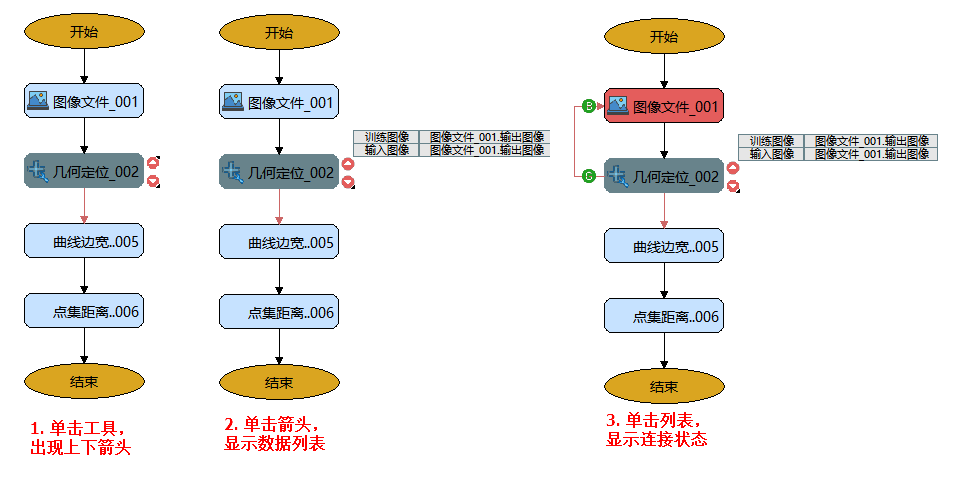 开始
图像文件_001
几何定位_002
曲线边宽..005
点集距离..006
结束
1. 单击工具，
出现上下箭头
开始
图像文件_001
训练图像 图像文件_001.输出图像
输入图像 图像文件_001.输出图像
几何定位_002
曲线边宽..005
点集距离..006
结束
2. 单击箭头，
显示数据列表
开始
B
图像文件_001
训练图像 图像文件_001.输出图像
输入图像 图像文件_001.输出图像
几何定位_002
曲线边宽..005
点集距离..006
结束
3. 单击列表，
显示连接状态